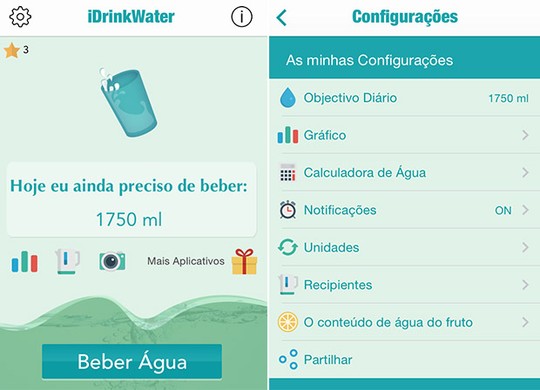 iDrinkWater
3
Hoje eu ainda preciso de beber:
1750 ml
Mais Aplicativos
Beber Água
Configurações
As minhas Configurações
Objectivo Diário 1750 ml
Gráfico
Calculadora de Água
Notificações ON
Unidades
Recipientes
O conteúdo de água do fruto
Partilhar